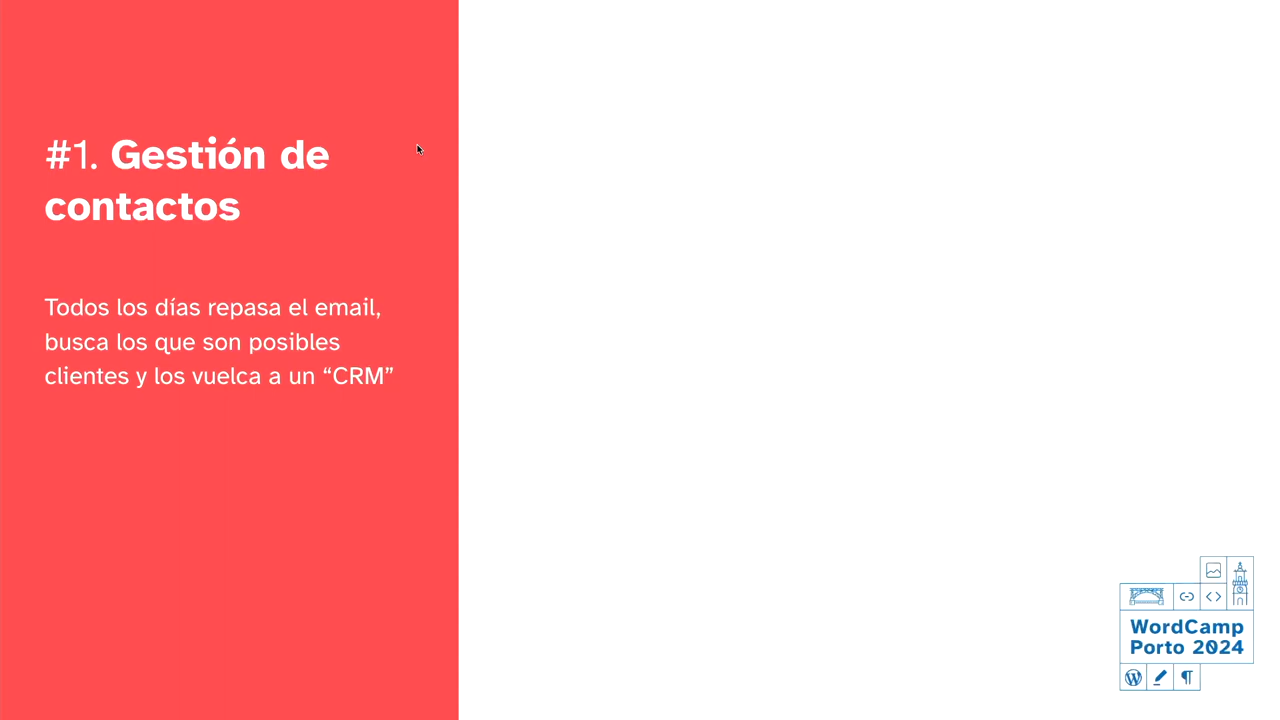 #1. Gestión de
contactos
Todos los días repasa el email,
busca los que son posibles
clientes y los vuelca a un “CRM”
WordCamp
Porto 2024